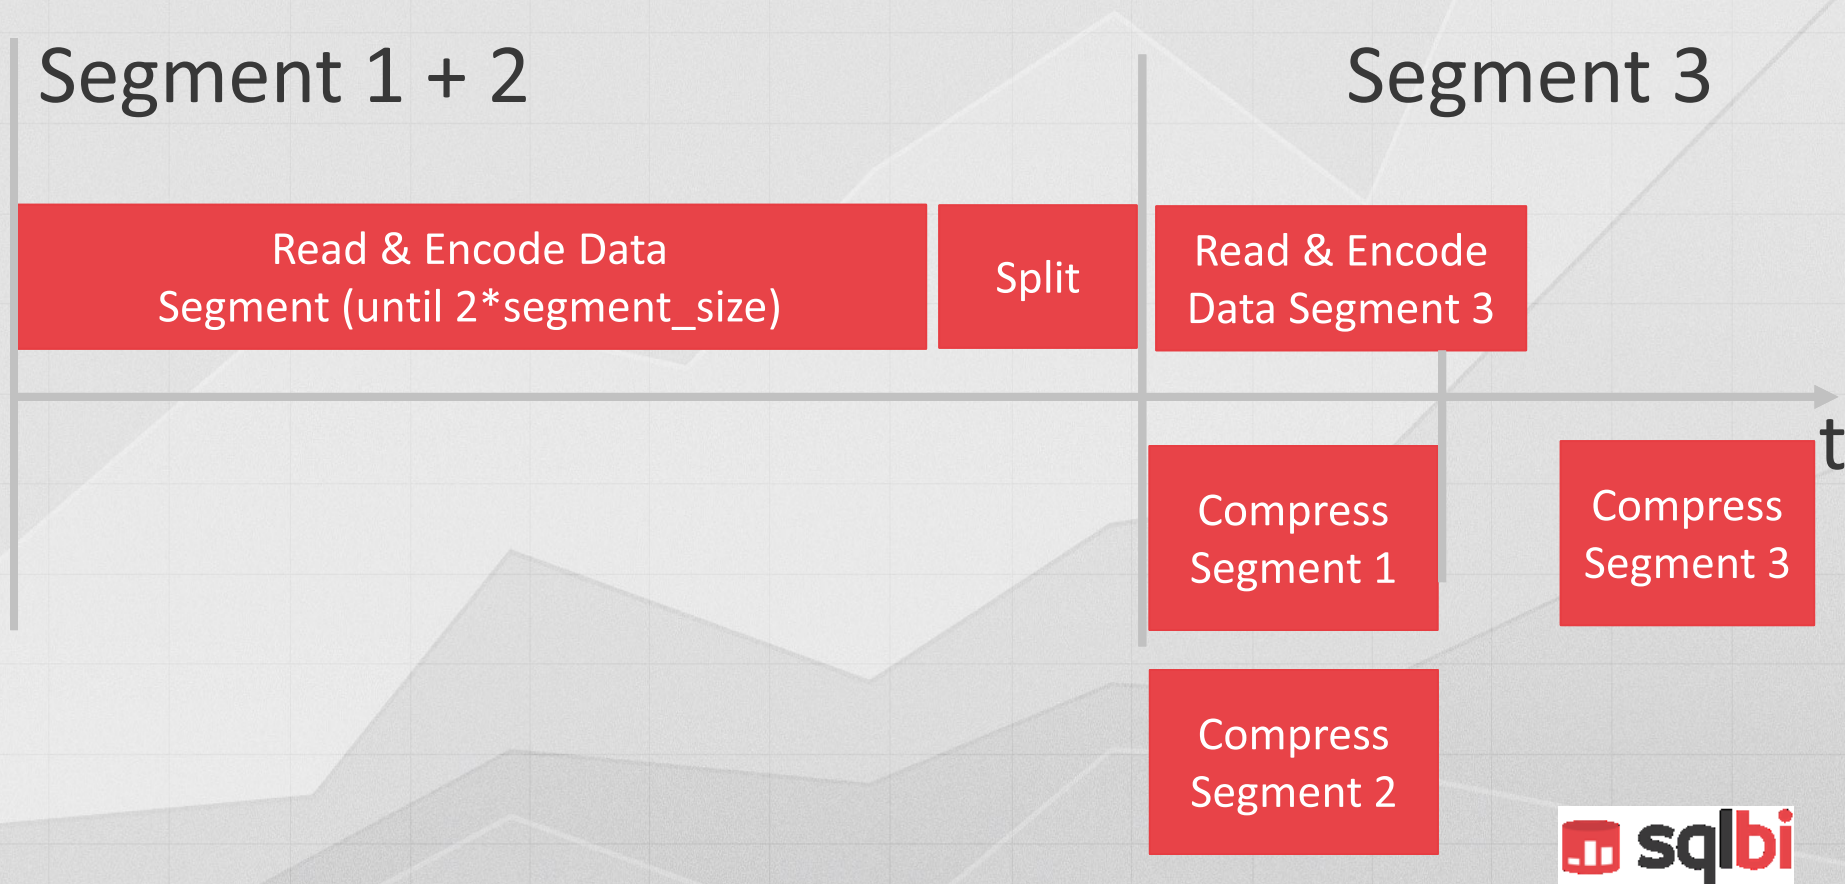 Segment 1 + 2
Segment 3
Read & Encode Data
Segment (until 2*segment_size)
Split
Read & Encode
Data Segment 3
t
Compress
Segment 1
Compress
Segment 3
Compress
Segment 2
sqlbi